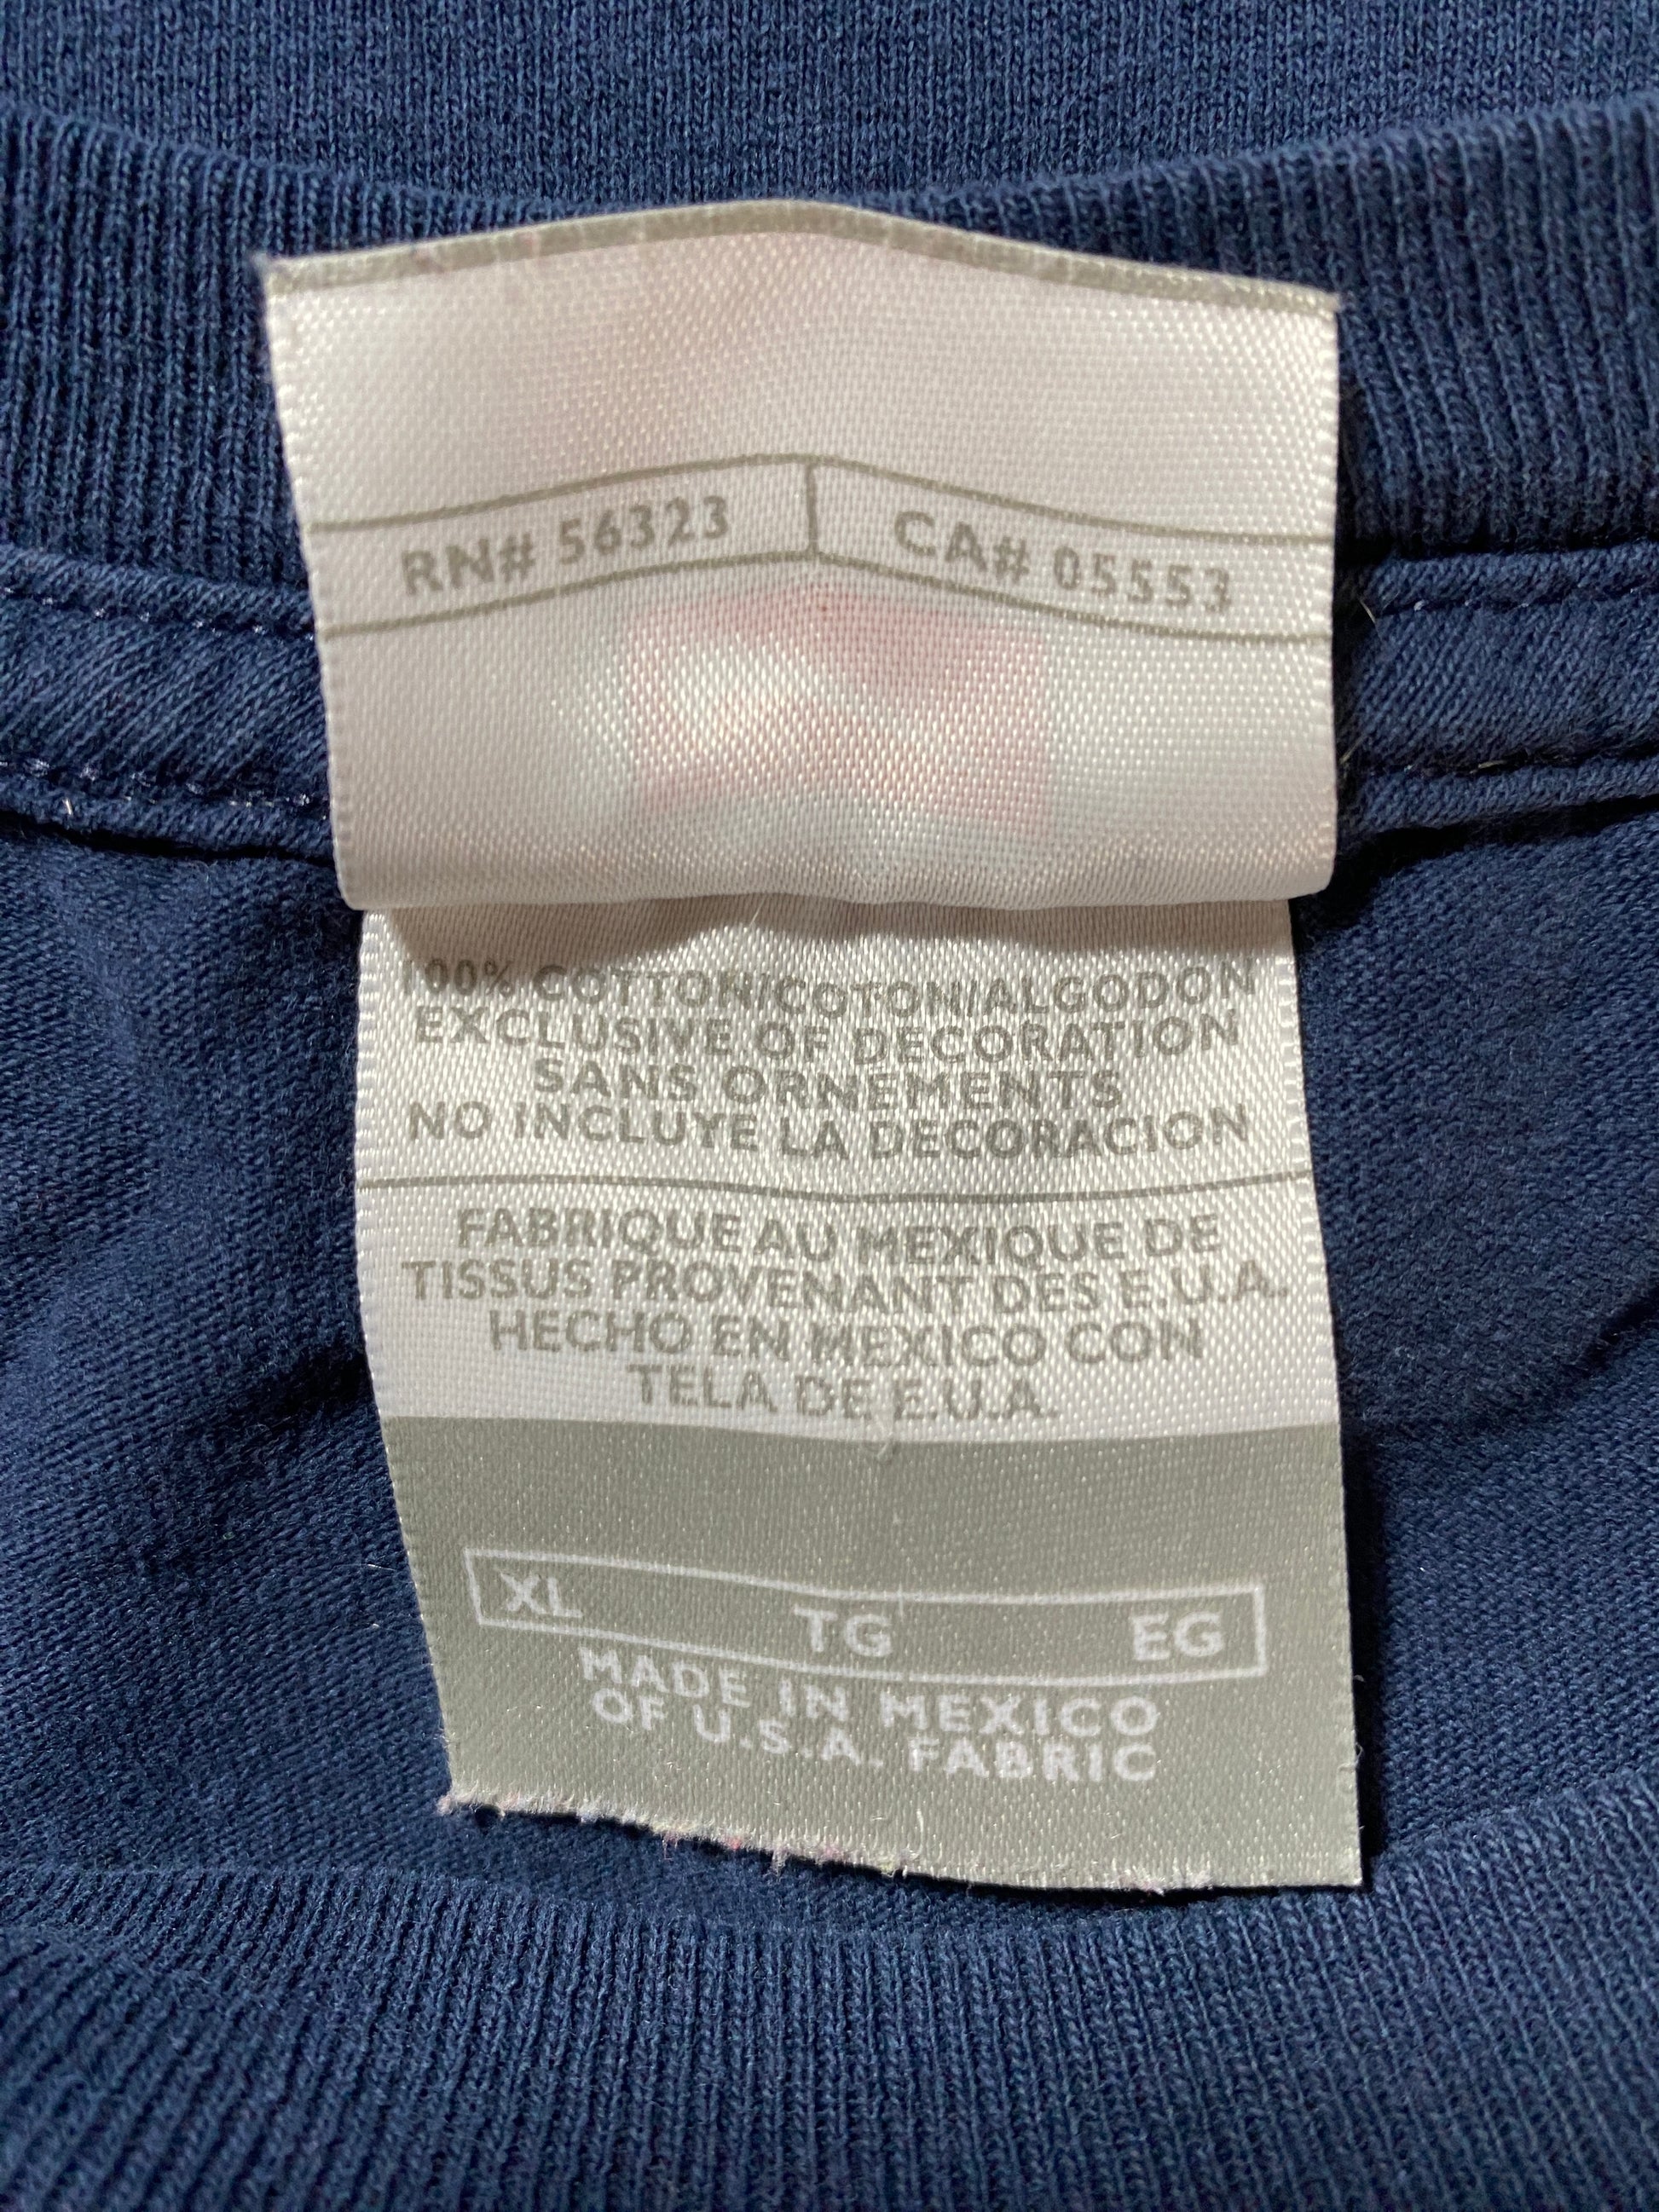 RN# 56323 CA# 05553
100% COTTON/COTON/ALGODON
EXCLUSIVE OF DECORATION
SANS ORNEMENTS
NO INCLUYE LA DECORACION
FABRIQUE AU MEXIQUE DE
TISSUS PROVENANT DES E.U.A.
HECHO EN MEXICO CON
TELA DE E.U.A.
XL TG EG
MADE IN MEXICO
OF U.S.A. FABRIC